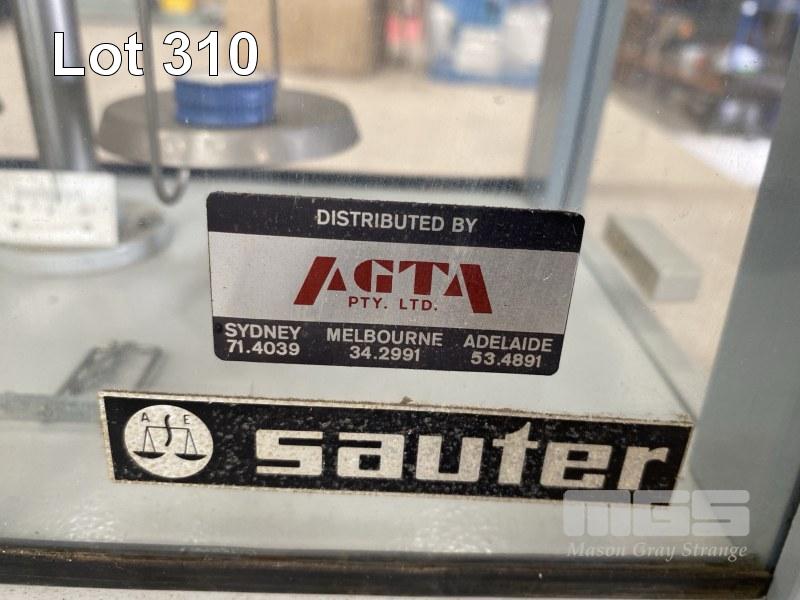 Lot 310
DISTRIBUTED BY
AGTA
PTY. LTD.
SYDNEY MELBOURNE ADELAIDE
71.4039 34.2991 53.4891
A E
sauter
MGS
Mason Gray Strange